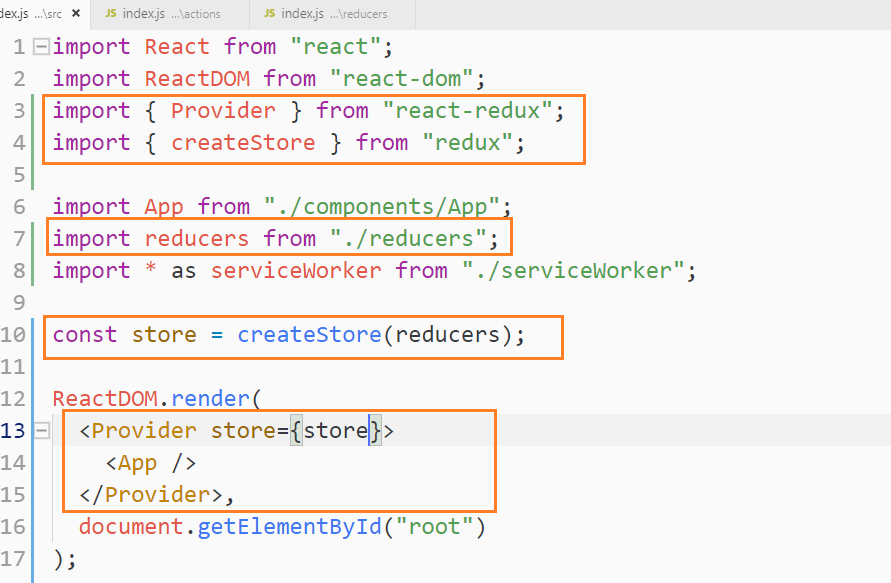 dex.js ...\src × JS index.js ...\actions JS index.js ...\reducers
1 import React from "react";
2 import ReactDOM from "react-dom";
3 import { Provider } from "react-redux";
4 import { createStore } from "redux";
5
6 import App from "./components/App";
7 import reducers from "./reducers";
8 import * as serviceWorker from "./serviceWorker";
9
10 const store = createStore(reducers);
11
12 ReactDOM.render(
13 <Provider store={store}>
14 <App />
15 </Provider>,
16 document.getElementById("root")
17 );